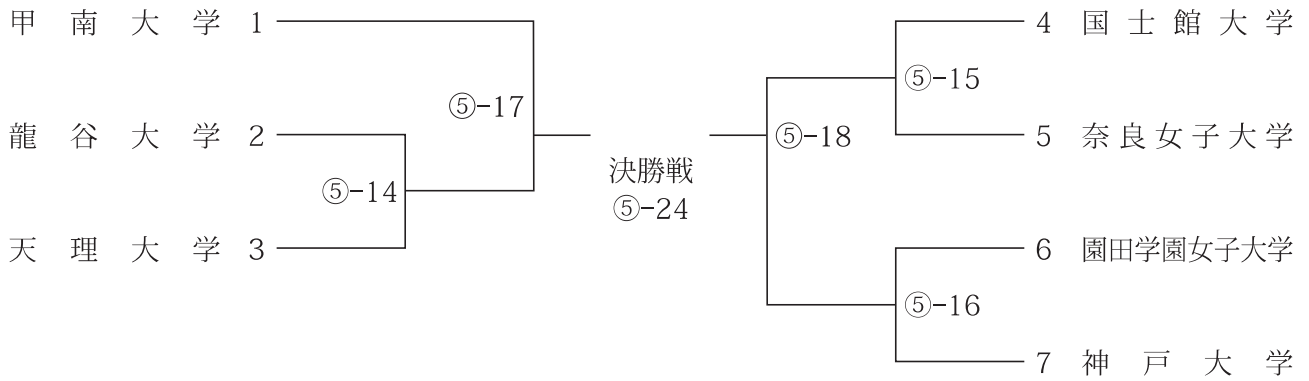 甲南大学 1
⑤-17
龍谷大学 2
⑤-14
天理大学 3
決勝戦
⑤-24
4 国士舘大学
⑤-15
5 奈良女子大学
⑤-18
6 園田学園女子大学
⑤-16
7 神戸大学